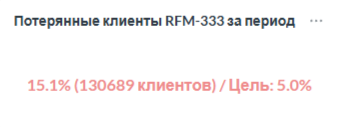 Потерянные клиенты RFM-333 за период ...
15.1% (130689 клиентов) / Цель: 5.0%